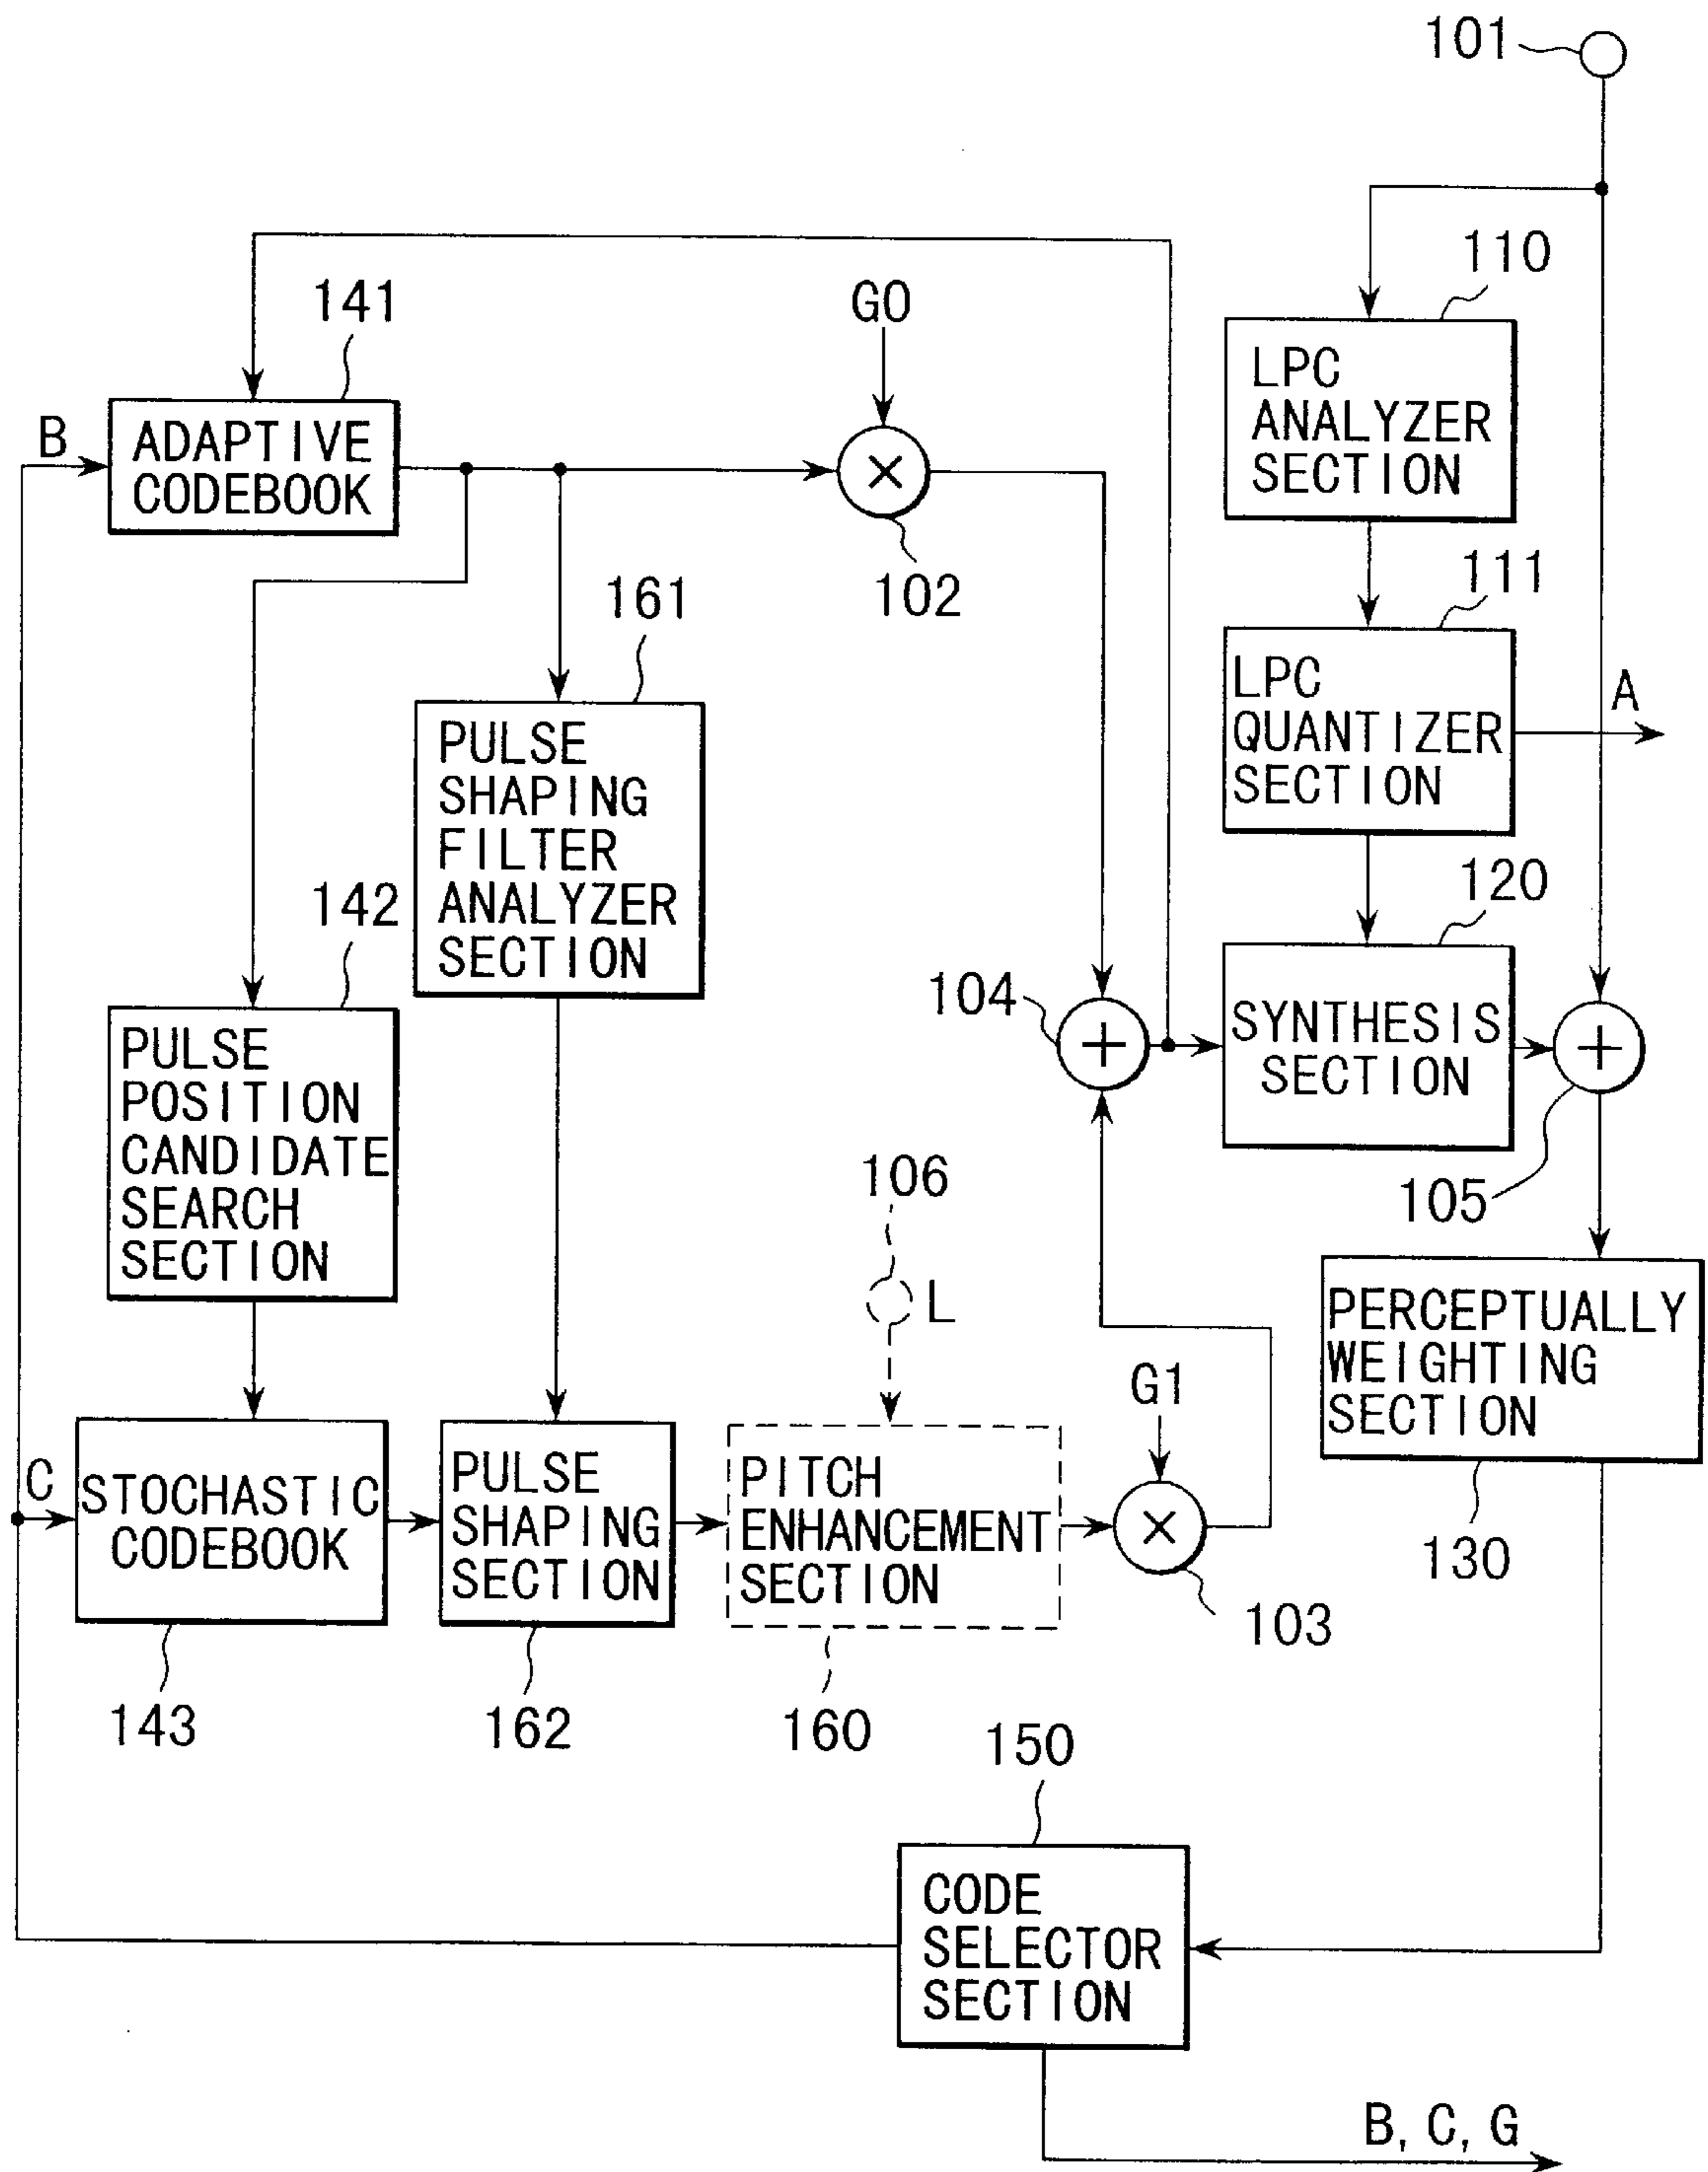 101
110
141
G0
LPC
ANALYZER
SECTION
B
ADAPTIVE
CODEBOOK
102
111
161
LPC
QUANTIZER
SECTION
A
PULSE
SHAPING
FILTER
ANALYZER
SECTION
142
120
104
SYNTHESIS
SECTION
PULSE
POSITION
CANDIDATE
SEARCH
SECTION
105
106
L
PERCEPTUALLY
WEIGHTING
SECTION
G1
C
STOCHASTIC
CODEBOOK
PULSE
SHAPING
SECTION
PITCH
ENHANCEMENT
SECTION
130
103
143
162
160
150
CODE
SELECTOR
SECTION
B, C, G